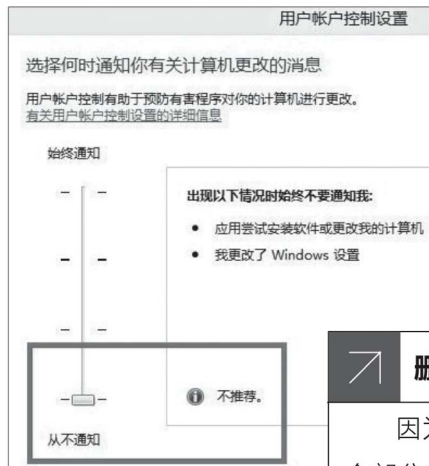 用户帐户控制设置
选择何时通知你有关计算机更改的消息
用户帐户控制有助于预防有害程序对你的计算机进行更改。
有关用户帐户控制设置的详细信息
始终通知
出现以下情况时始终不要通知我:
● 应用尝试安装软件或更改我的计算机
● 我更改了 Windows 设置
不推荐。
从不通知